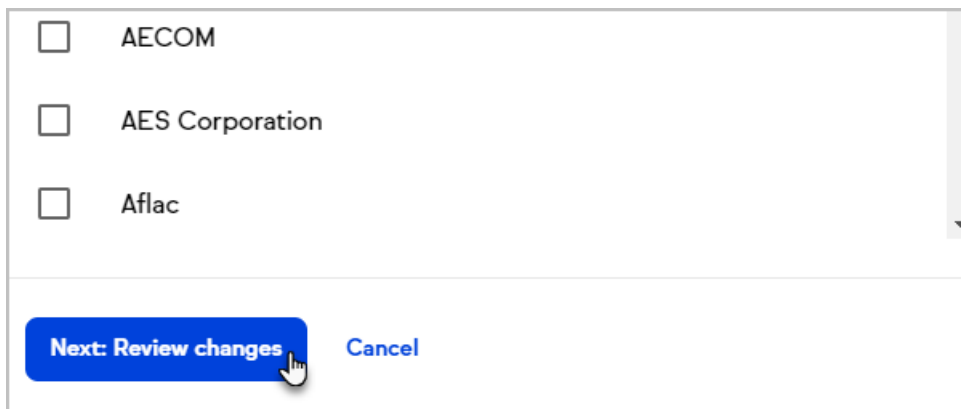 AECOM
AES Corporation
Aflac
Next: Review changes
Cancel